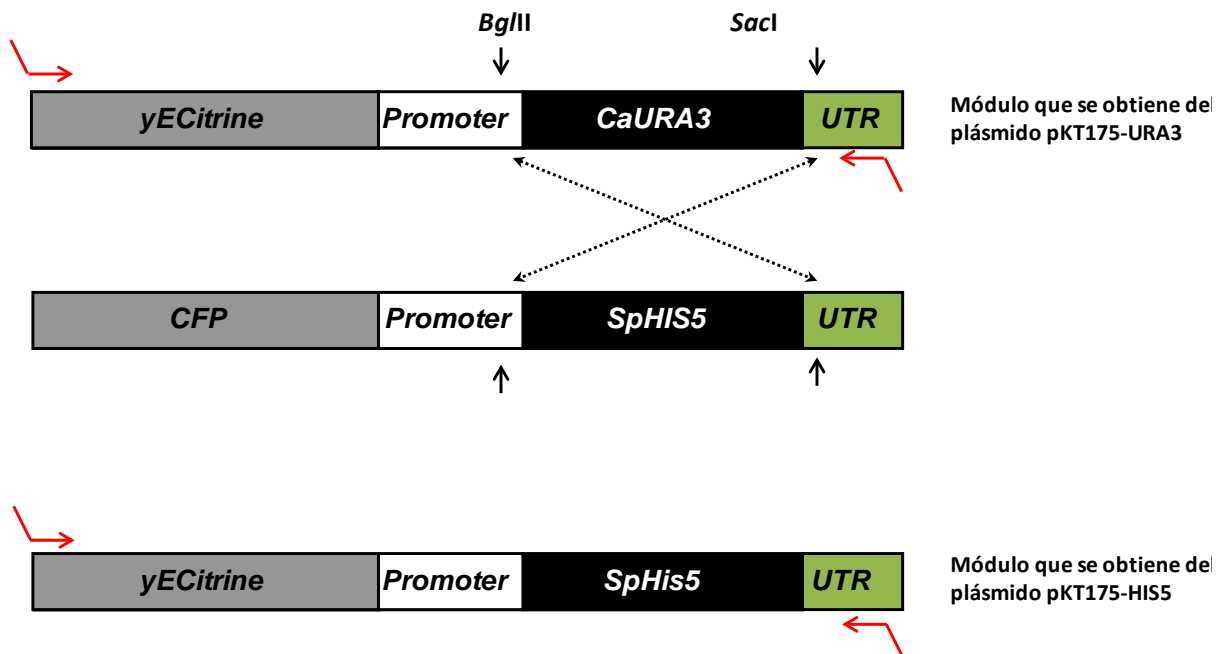 BglII SacI
yECitrine Promoter CaURA3 UTR
Módulo que se obtiene del
plásmido pKT175-URA3
CFP Promoter SpHIS5 UTR
yECitrine Promoter SpHis5 UTR
Módulo que se obtiene del
plásmido pKT175-HIS5